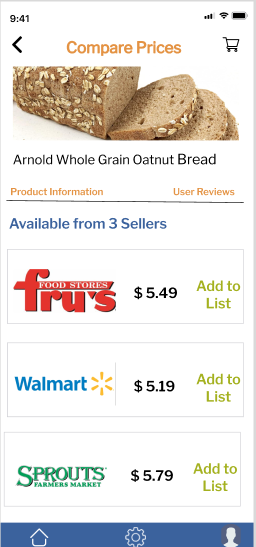 9:41
Compare Prices
Arnold Whole Grain Oatnut Bread
Product Information User Reviews
Available from 3 Sellers
fru's
FOOD STORES
$ 5.49
Add to
List
Walmart
$ 5.19
Add to
List
SPROUTS
FARMERS MARKET
$ 5.79
Add to
List